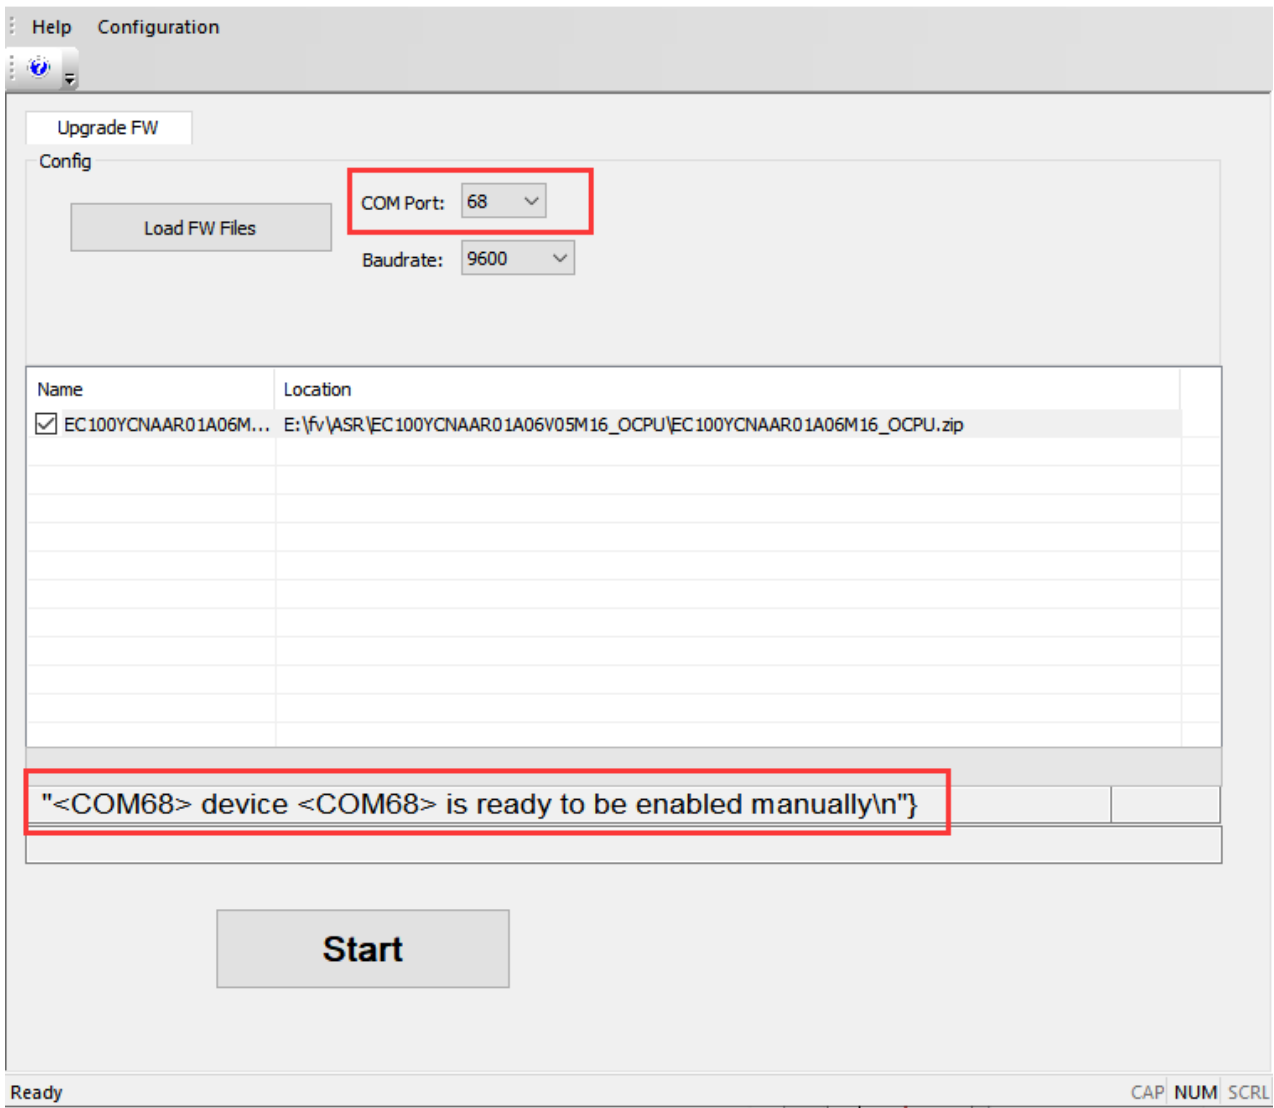 Help Configuration
Upgrade FW
Config
COM Port: 68
Load FW Files
Baudrate: 9600
Name Location
EC100YCNAAR01A06M... E:\fv\ASR\EC100YCNAAR01A06V05M16_OCPU\EC100YCNAAR01A06M16_OCPU.zip
"<COM68> device <COM68> is ready to be enabled manually\n"}
Start
Ready CAP NUM SCRL